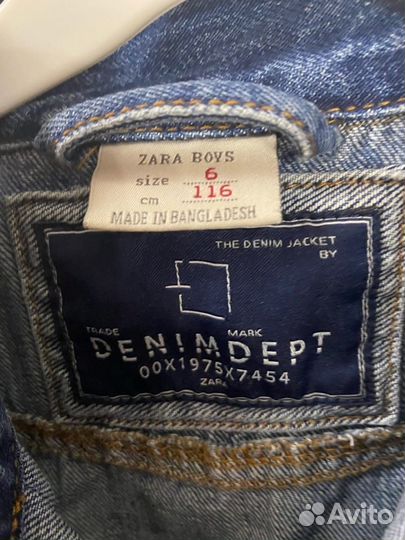 ZARA BOYS
size 6
cm 116
MADE IN BANGLADESH
THE DENIM JACKET
BY
TRADE MARK
DENIMDEPT
00X1975X7454
ZARA
Avito